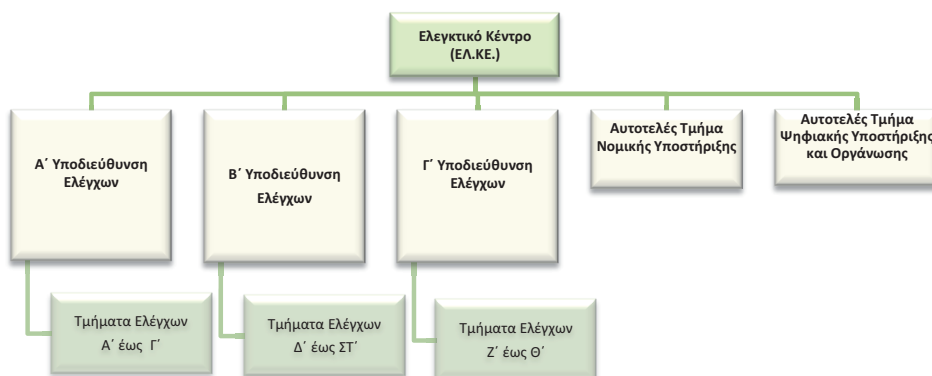 Ελεγκτικό Κέντρο
(ΕΛ.ΚΕ.)
Α΄ Υποδιεύθυνση
Ελέγχων
Β΄ Υποδιεύθυνση
Ελέγχων
Γ΄ Υποδιεύθυνση
Ελέγχων
Αυτοτελές Τμήμα
Νομικής Υποστήριξης
Αυτοτελές Τμήμα
Ψηφιακής Υποστήριξης
και Οργάνωσης
Τμήματα Ελέγχων
Α΄ έως Γ΄
Τμήματα Ελέγχων
Δ΄ έως ΣΤ΄
Τμήματα Ελέγχων
Ζ΄ έως Θ΄